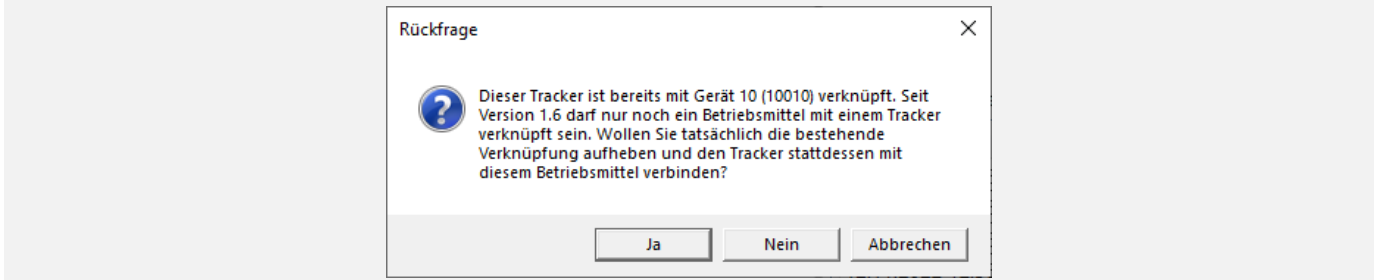 Rückfrage
Dieser Tracker ist bereits mit Gerät 10 (10010) verknüpft. Seit
Version 1.6 darf nur noch ein Betriebsmittel mit einem Tracker
verknüpft sein. Wollen Sie tatsächlich die bestehende
Verknüpfung aufheben und den Tracker stattdessen mit
diesem Betriebsmittel verbinden?
Ja Nein Abbrechen